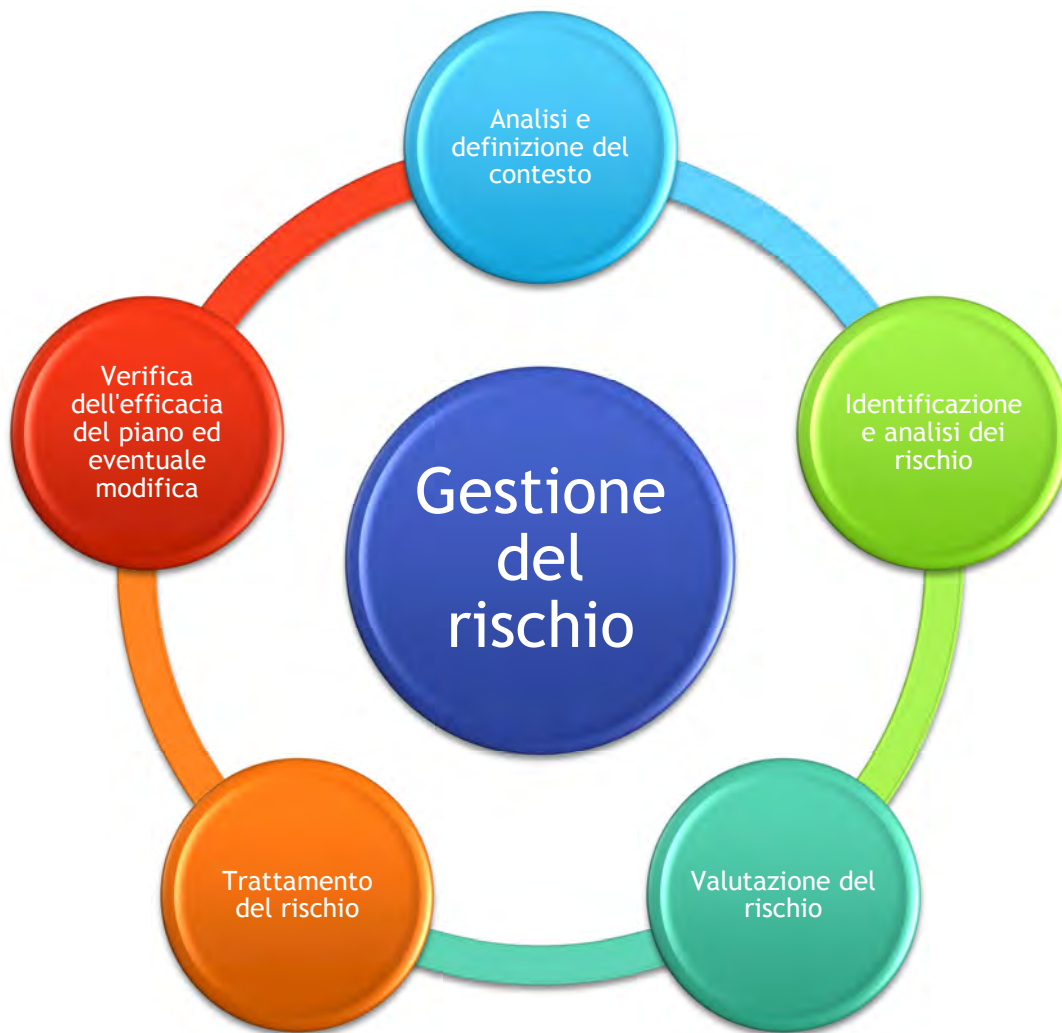 Analisi e
definizione del
contesto
Identificazione
e analisi dei
rischio
Valutazione del
rischio
Trattamento
del rischio
Verifica
dell'efficacia
del piano ed
eventuale
modifica
Gestione
del
rischio